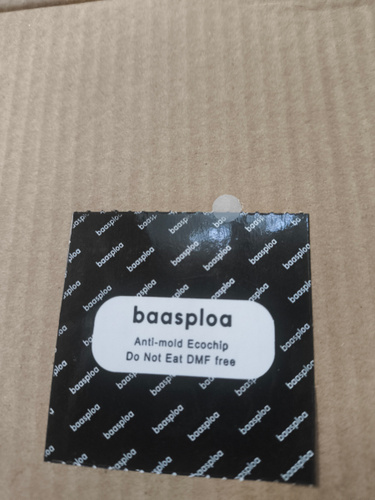 baasploa
Anti-mold Ecochip
Do Not Eat DMF free